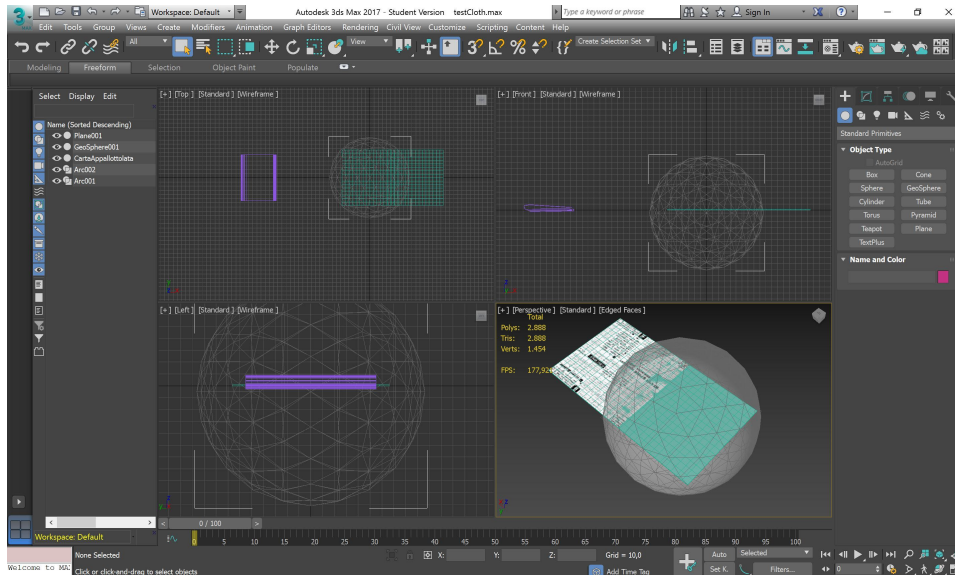 3 Workspace: Default Autodesk 3ds Max 2017 - Student Version testCloth.max Type a keyword or phrase Sign In
Edit Tools Group Views Create Modifiers Animation Graph Editors Rendering Civil View Customize Scripting Content Help
All View Create Selection Set
Modeling Freeform Selection Object Paint Populate
Select Display Edit
Name (Sorted Descending)
Plane001
GeoSphere001
CartaAppallottolata
Arc002
Arc001
[+] [Top] [Standard] [Wireframe]
[+] [Front] [Standard] [Wireframe]
[+] [Left] [Standard] [Wireframe]
[+] [Perspective] [Standard] [Edged Faces]
Total
Polys: 2.888
Tris: 2.888
Verts: 1.454
FPS: 177,92
Standard Primitives
Object Type
AutoGrid
Box Cone
Sphere GeoSphere
Cylinder Tube
Torus Pyramid
Teapot Plane
TextPlus
Name and Color
< 0 / 100 >
Workspace: Default
0 5 10 15 20 25 30 35 40 45 50 55 60 65 70 75 80 85 90 95 100
None Selected X: Y: Z: Grid = 10,0 Auto Selected
Welcome to MA Click or click-and-drag to select objects Add Time Tag Set K. Filters... 0